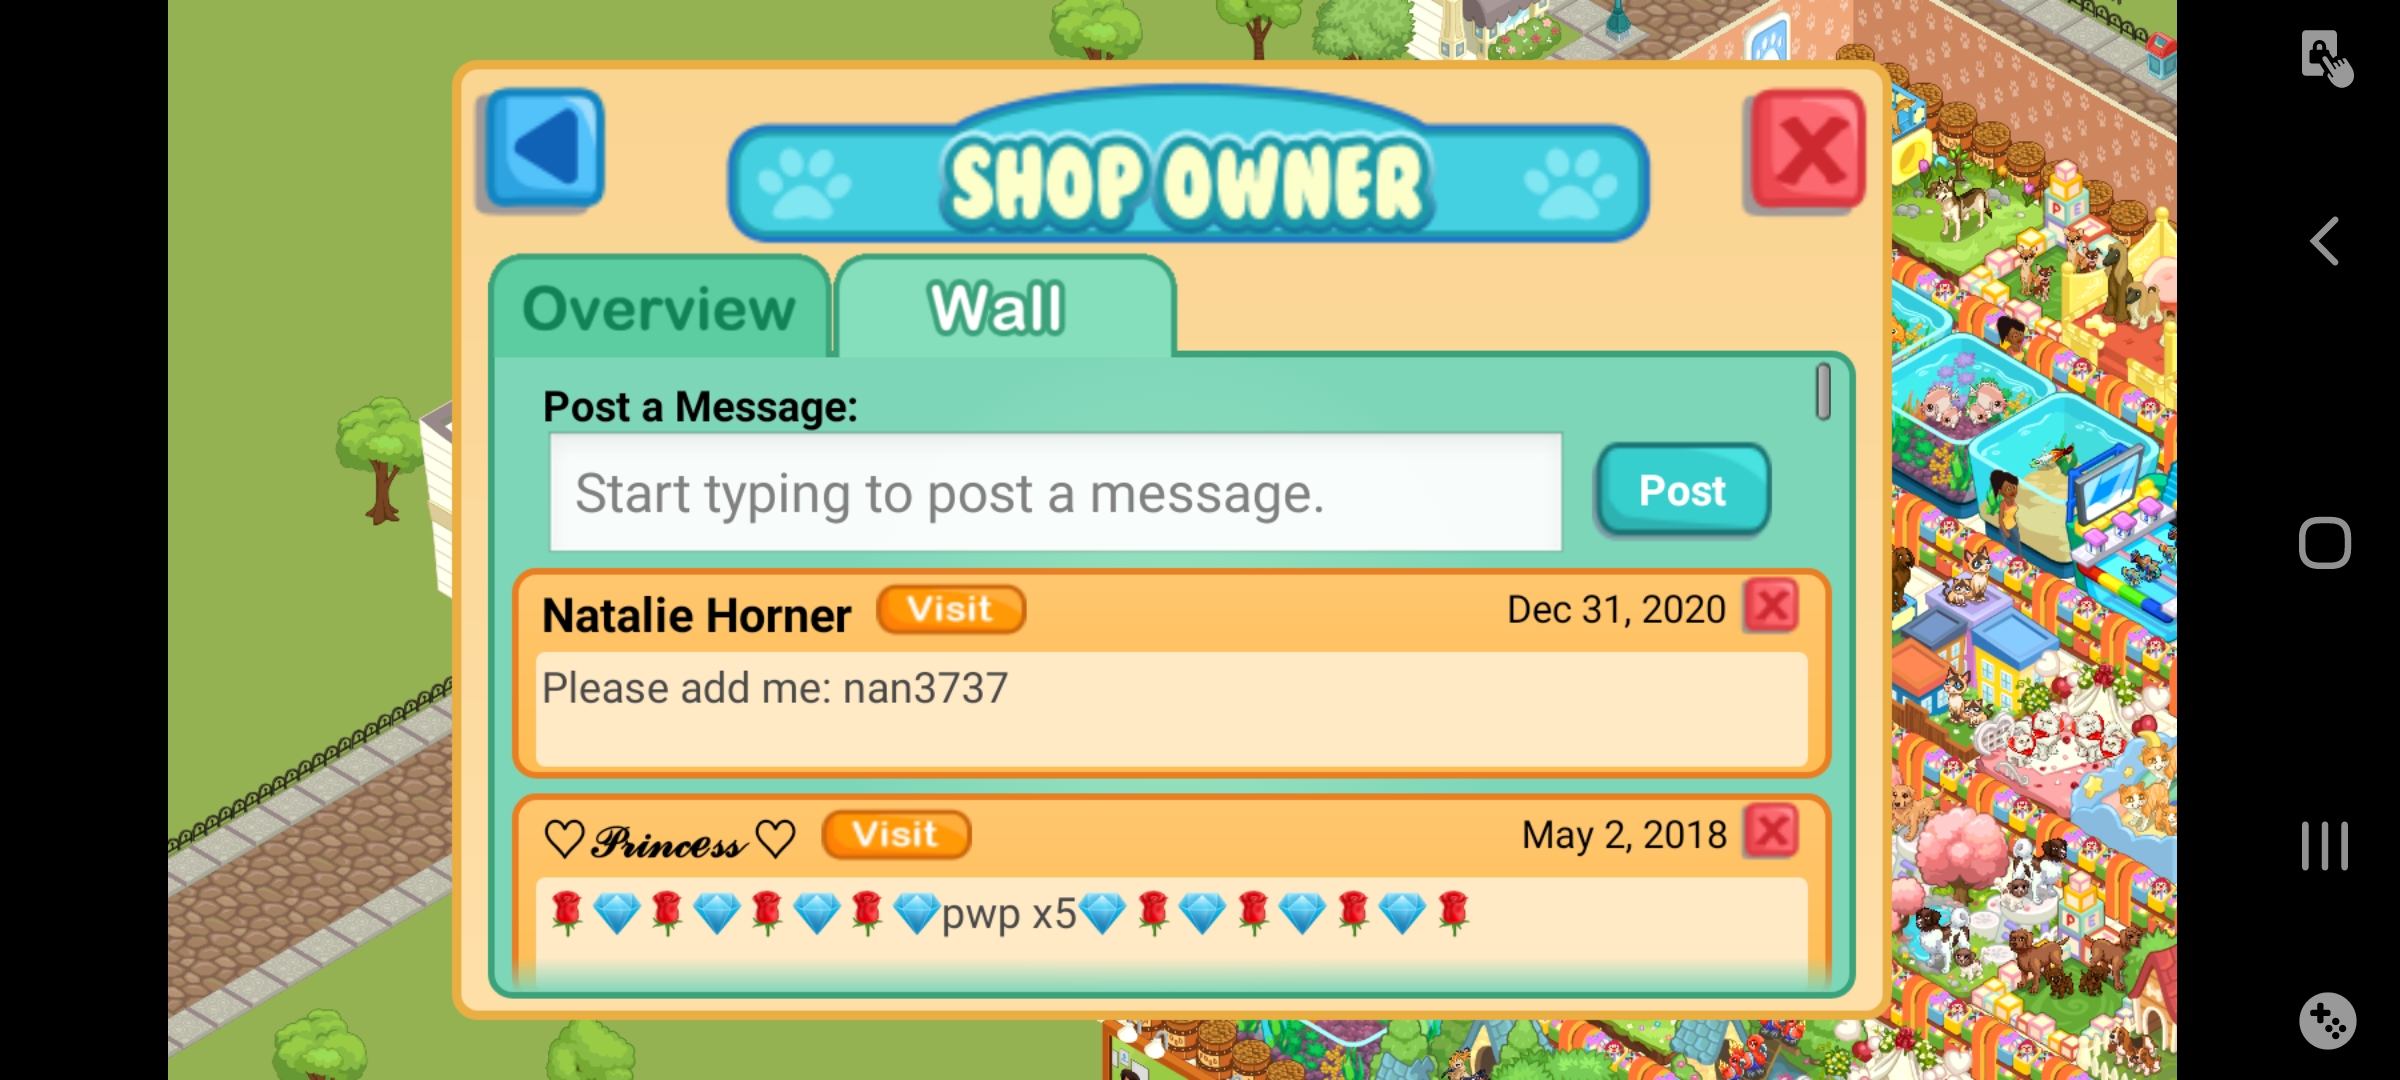 SHOP OWNER
Overview
Wall
Post a Message:
Start typing to post a message.
Post
Natalie Horner
Visit
Dec 31, 2020
Please add me: nan3737
♡𝓟𝓻𝓲𝓷𝓬𝓮𝓼𝓼♡
Visit
May 2, 2018
🌹💎🌹💎🌹💎🌹💎pwp x5💎🌹💎🌹💎🌹💎🌹